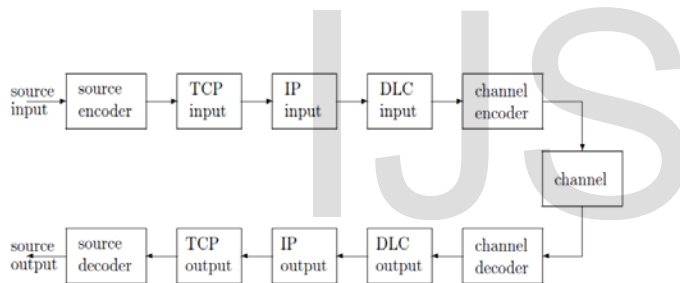 IJS
source
input
source
encoder
TCP
input
IP
input
DLC
input
channel
encoder
channel
source
output
source
decoder
TCP
output
IP
output
DLC
output
channel
decoder